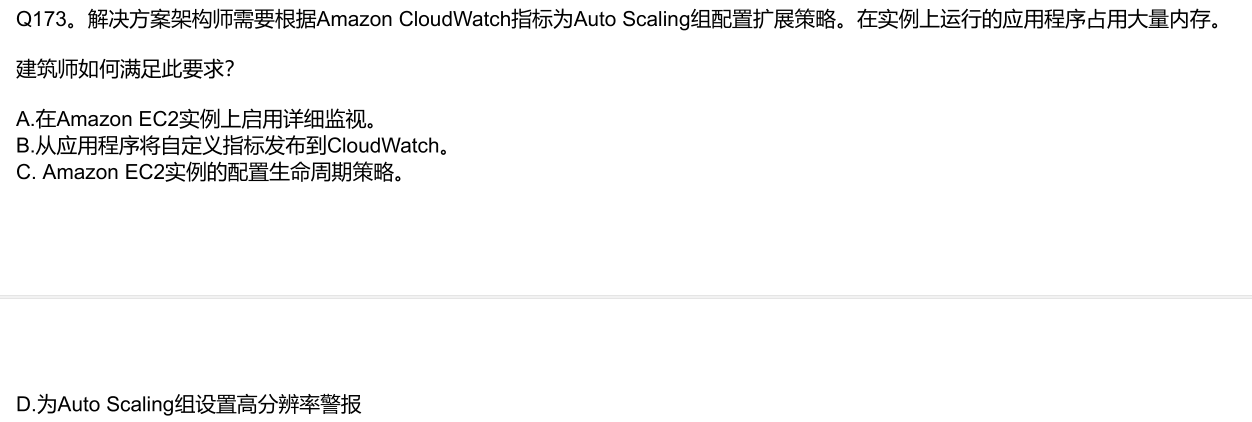 Q173。解决方案架构师需要根据Amazon CloudWatch指标为Auto Scaling组配置扩展策略。在实例上运行的应用程序占用大量内存。
建筑师如何满足此要求?
A.在Amazon EC2实例上启用详细监视。
B.从应用程序将自定义指标发布到CloudWatch。
C. Amazon EC2实例的配置生命周期策略。
D.为Auto Scaling组设置高分辨率警报